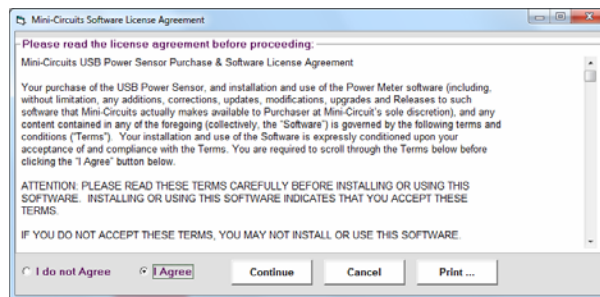 Mini-Circuits Software License Agreement
Please read the license agreement before proceeding:
Mini-Circuits USB Power Sensor Purchase & Software License Agreement
Your purchase of the USB Power Sensor, and installation and use of the Power Meter software (including,
without limitation, any additions, corrections, updates, modifications, upgrades and Releases to such
software that Mini-Circuits actually makes available to Purchaser at Mini-Circuit's sole discretion), and any
content contained in any of the foregoing (collectively, the "Software") is governed by the following terms and
conditions ("Terms"). Your installation and use of the Software is expressly conditioned upon your
acceptance of and compliance with the Terms. You are required to scroll through the Terms below before
clicking the "I Agree" button below.
ATTENTION: PLEASE READ THESE TERMS CAREFULLY BEFORE INSTALLING OR USING THIS
SOFTWARE. INSTALLING OR USING THIS SOFTWARE INDICATES THAT YOU ACCEPT THESE
TERMS.
IF YOU DO NOT ACCEPT THESE TERMS, YOU MAY NOT INSTALL OR USE THIS SOFTWARE.
I do not Agree I Agree Continue Cancel Print ...